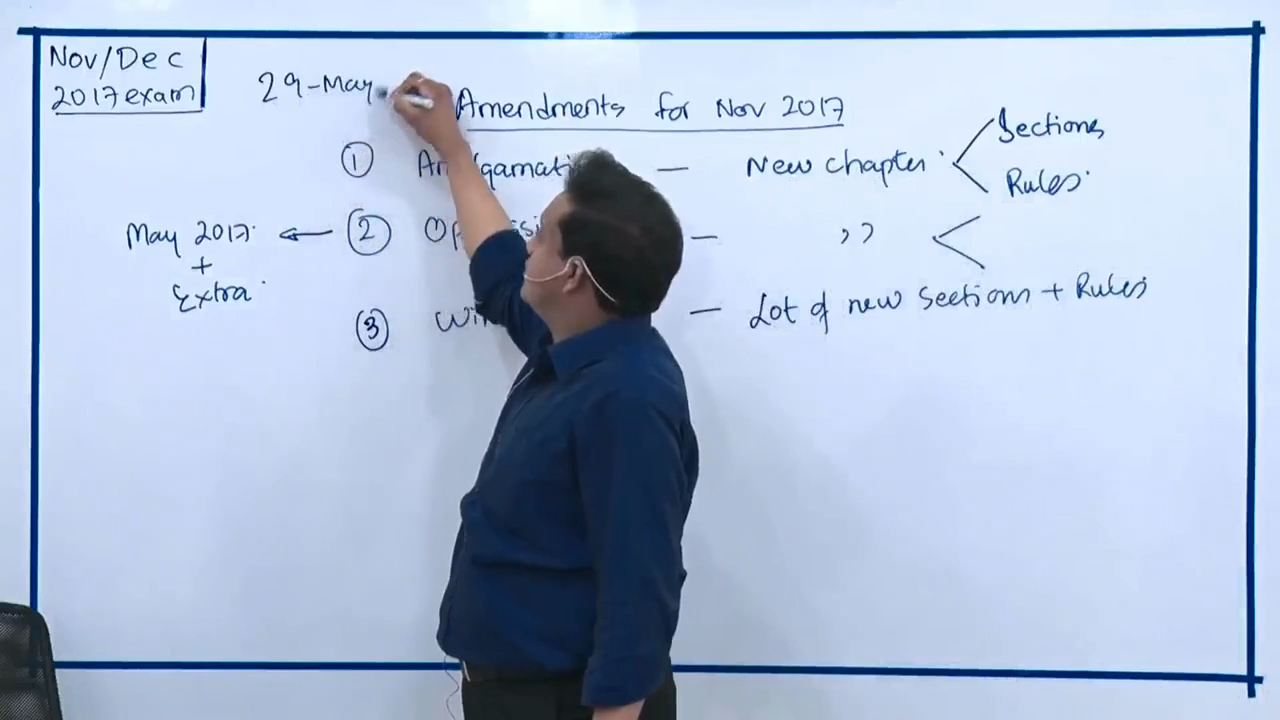 Nov/Dec
2017 exam
29-May
Amendments for Nov 2017
① — New chapter
Sections
Rules
May 2017 ← ② — ,,
+
Extra
③ — Lot of new Sections + Rules